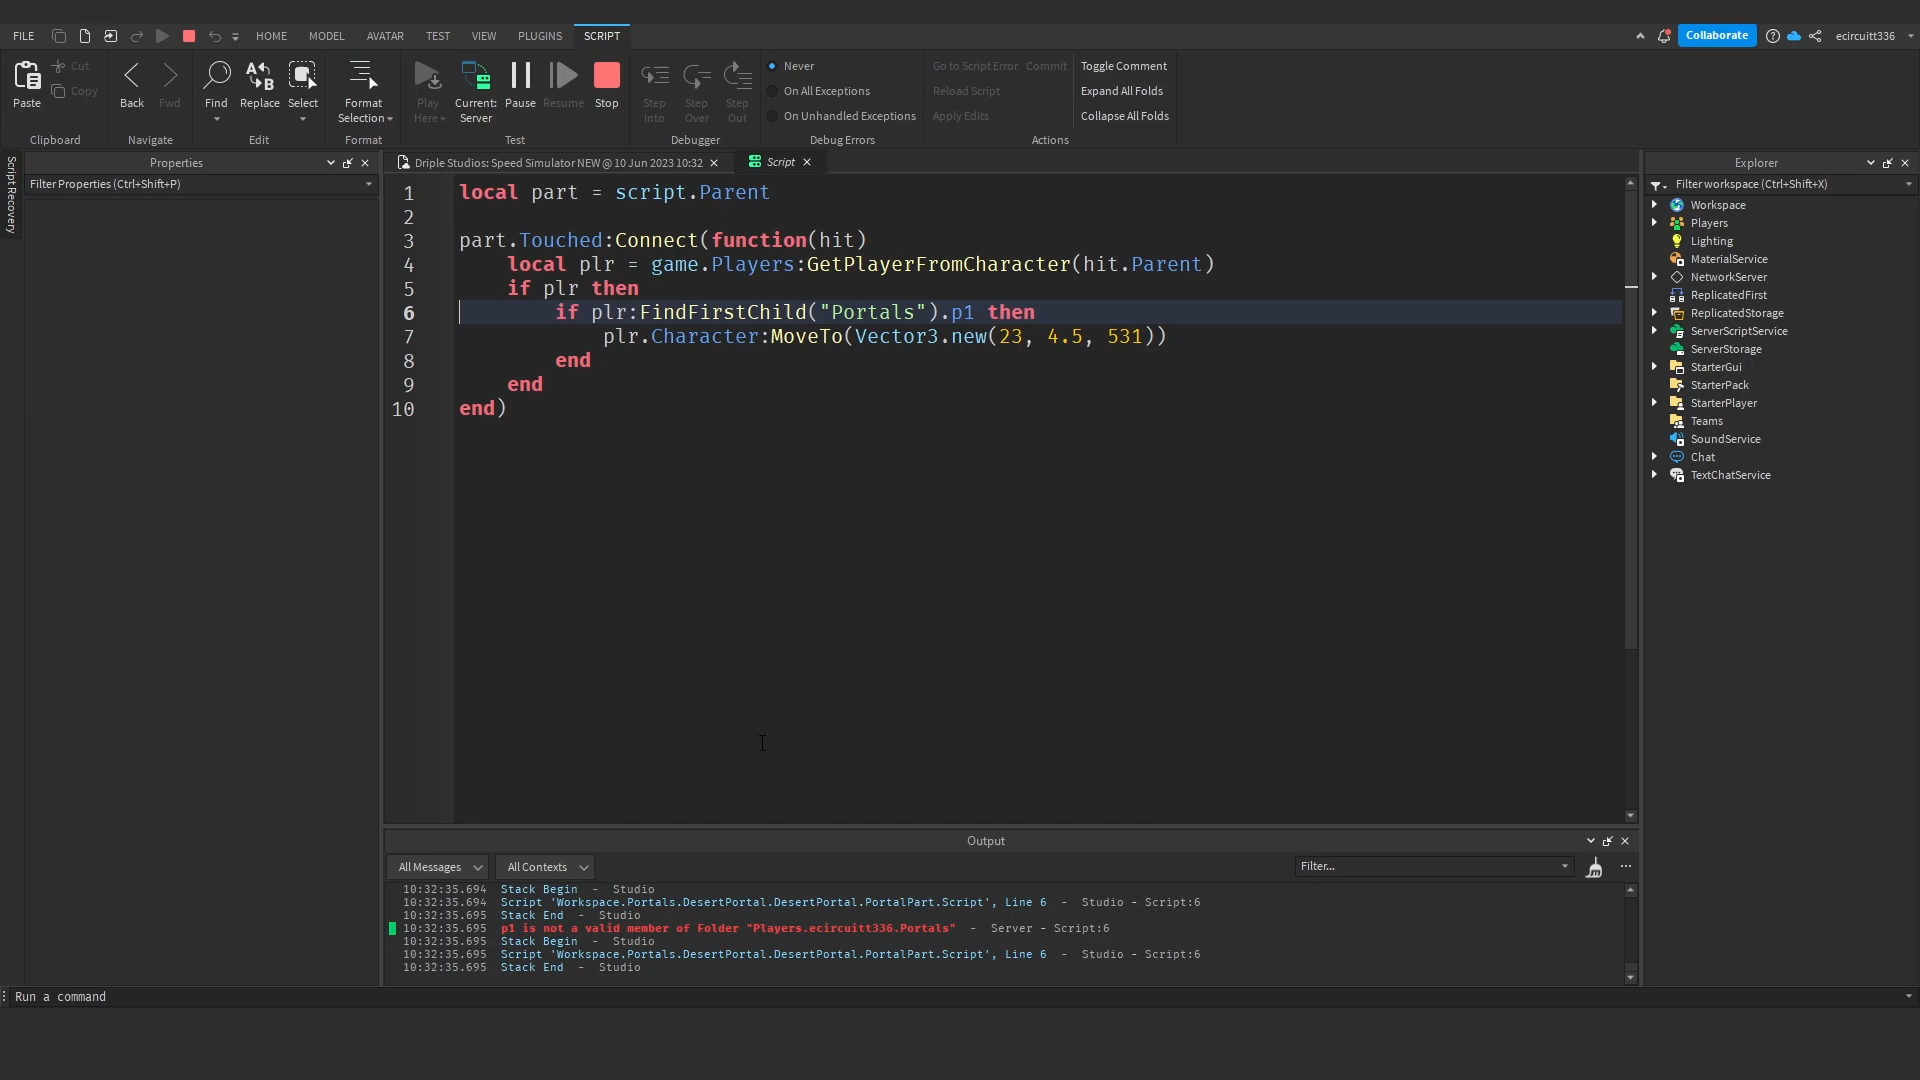 FILE HOME MODEL AVATAR TEST VIEW PLUGINS SCRIPT Collaborate ecircuitt336
Paste Cut Copy
Clipboard
Back Fwd
Navigate
Find Replace Select
Edit
Format Selection
Format
Play Here Current: Server Pause Resume Stop
Test
Step Into Step Over Step Out
Debugger
Never
On All Exceptions
On Unhandled Exceptions
Debug Errors
Go to Script Error Commit
Reload Script
Apply Edits
Toggle Comment
Expand All Folds
Collapse All Folds
Actions
Script Recovery
Properties
Filter Properties (Ctrl+Shift+P)
Driple Studios: Speed Simulator NEW @ 10 Jun 2023 10:32
Script
1 local part = script.Parent
2
3 part.Touched:Connect(function(hit)
4 local plr = game.Players:GetPlayerFromCharacter(hit.Parent)
5 if plr then
6 if plr:FindFirstChild("Portals").p1 then
7 plr.Character:MoveTo(Vector3.new(23, 4.5, 531))
8 end
9 end
10 end)
Explorer
Filter workspace (Ctrl+Shift+X)
Workspace
Players
Lighting
MaterialService
NetworkServer
ReplicatedFirst
ReplicatedStorage
ServerScriptService
ServerStorage
StarterGui
StarterPack
StarterPlayer
Teams
SoundService
Chat
TextChatService
Output
All Messages All Contexts Filter...
10:32:35.694 Stack Begin - Studio
10:32:35.694 Script 'Workspace.Portals.DesertPortal.DesertPortal.PortalPart.Script', Line 6 - Studio - Script:6
10:32:35.695 Stack End - Studio
10:32:35.695 p1 is not a valid member of Folder "Players.ecircuitt336.Portals" - Server - Script:6
10:32:35.695 Stack Begin - Studio
10:32:35.695 Script 'Workspace.Portals.DesertPortal.DesertPortal.PortalPart.Script', Line 6 - Studio - Script:6
10:32:35.695 Stack End - Studio
Run a command